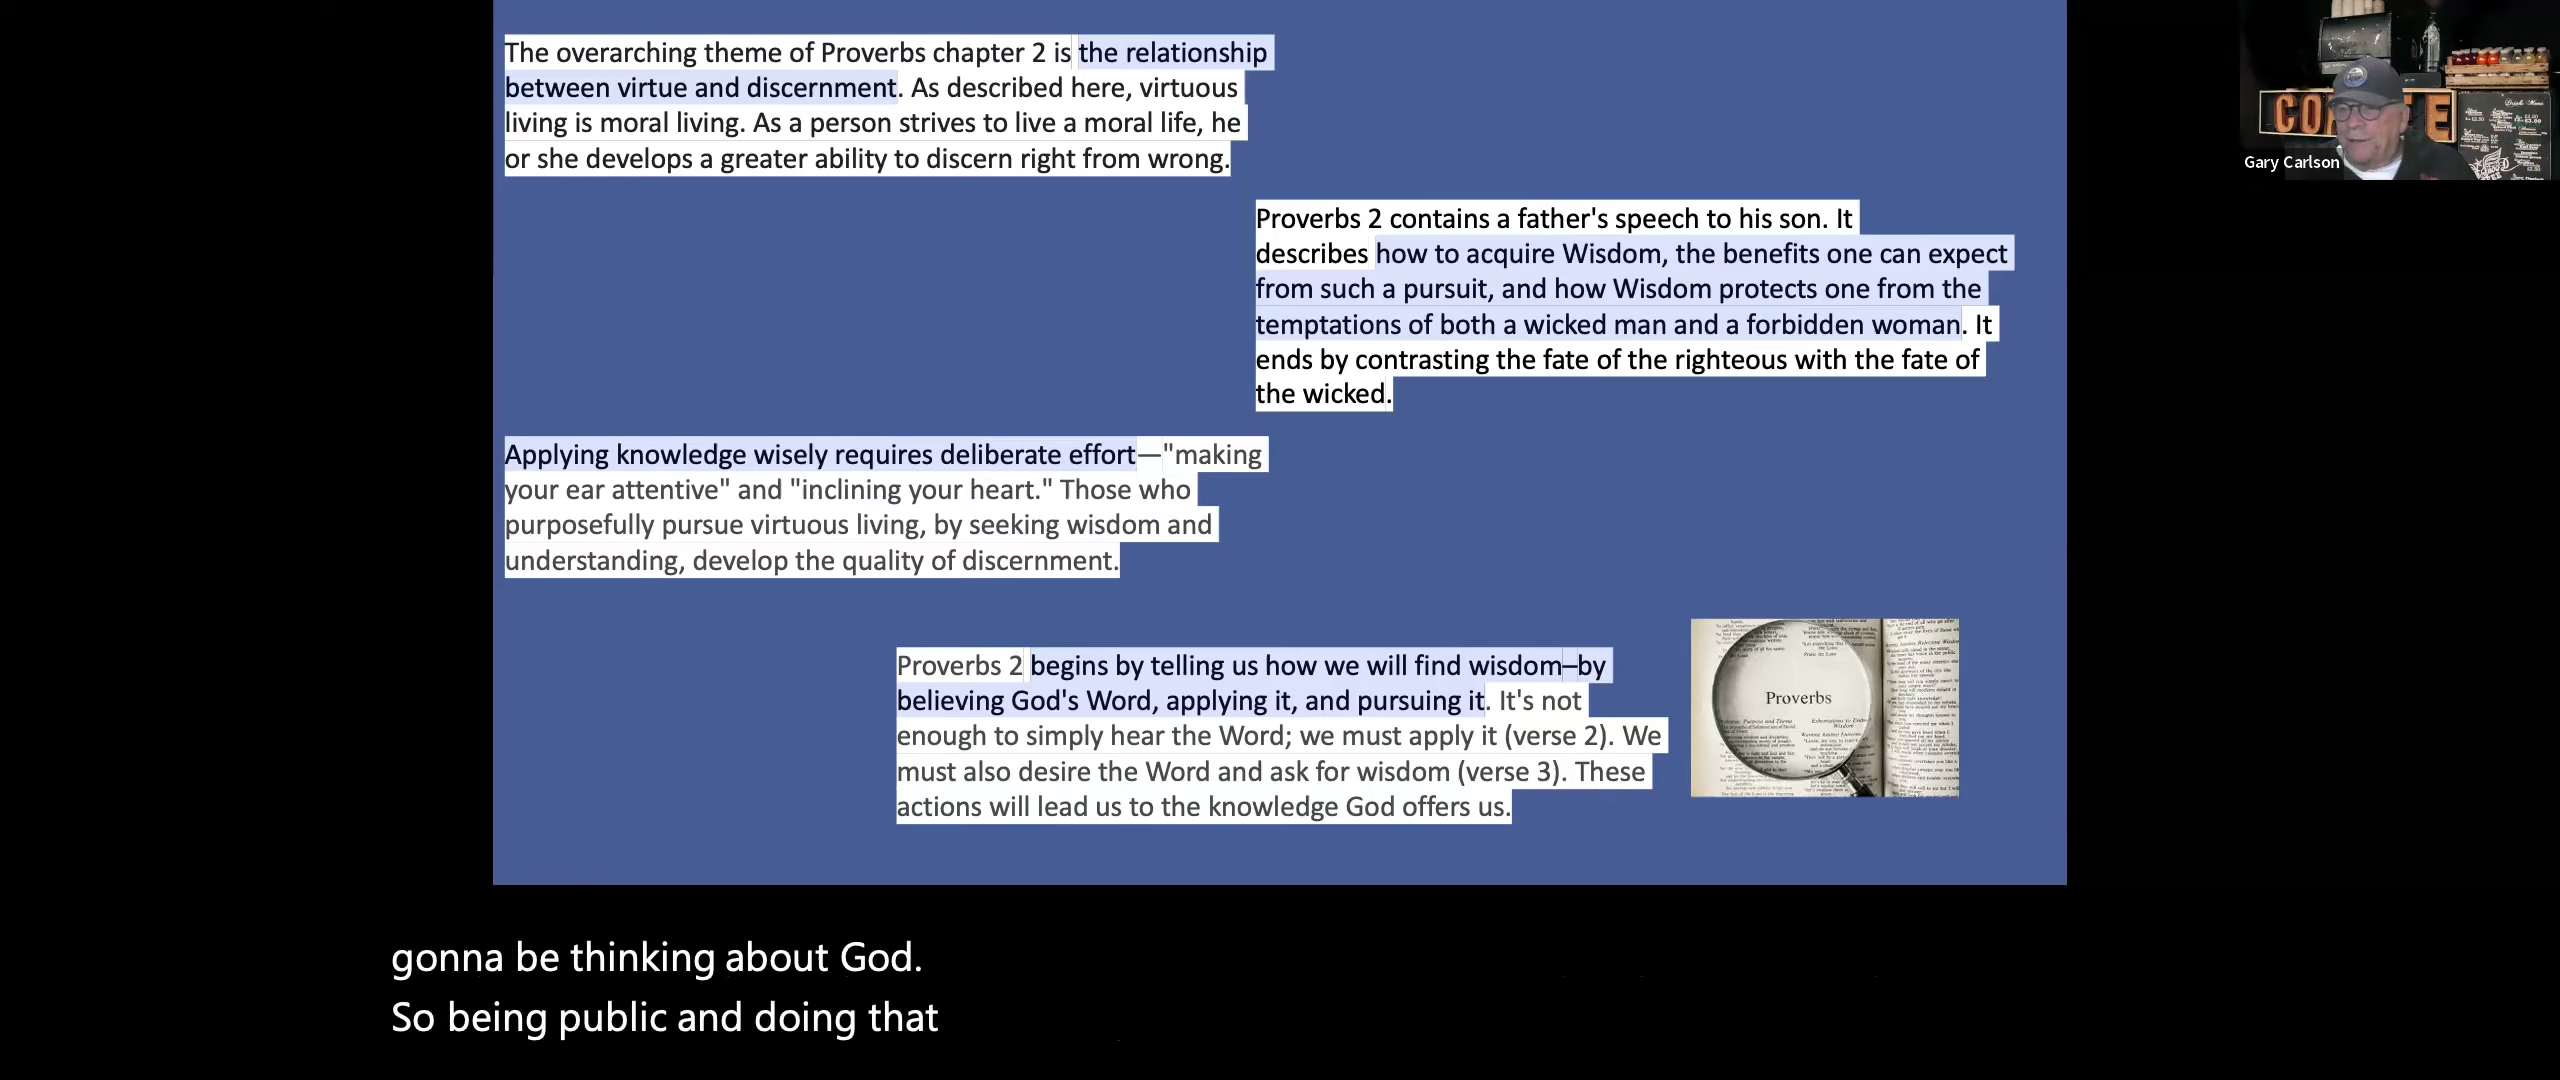 The overarching theme of Proverbs chapter 2 is the relationship
between virtue and discernment. As described here, virtuous
living is moral living. As a person strives to live a moral life, he
or she develops a greater ability to discern right from wrong.
Proverbs 2 contains a father's speech to his son. It
describes how to acquire Wisdom, the benefits one can expect
from such a pursuit, and how Wisdom protects one from the
temptations of both a wicked man and a forbidden woman. It
ends by contrasting the fate of the righteous with the fate of
the wicked.
Applying knowledge wisely requires deliberate effort—"making
your ear attentive" and "inclining your heart." Those who
purposefully pursue virtuous living, by seeking wisdom and
understanding, develop the quality of discernment.
Proverbs 2 begins by telling us how we will find wisdom–by
believing God's Word, applying it, and pursuing it. It's not
enough to simply hear the Word; we must apply it (verse 2). We
must also desire the Word and ask for wisdom (verse 3). These
actions will lead us to the knowledge God offers us.
Proverbs
Gary Carlson
gonna be thinking about God.
So being public and doing that